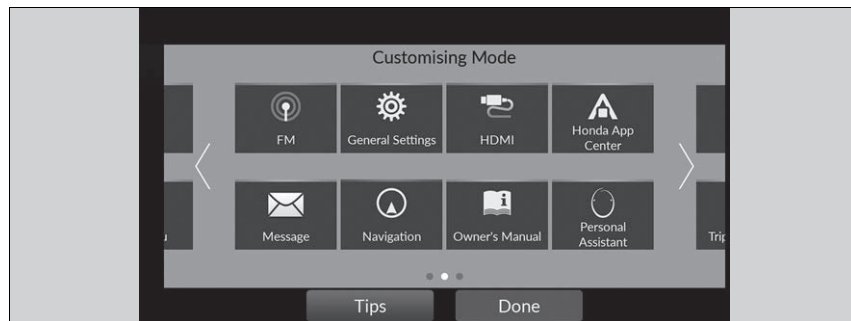 Customising Mode
FM
General Settings
HDMI
Honda App
Center
Message
Navigation
Owner's Manual
Personal
Assistant
Tips
Done